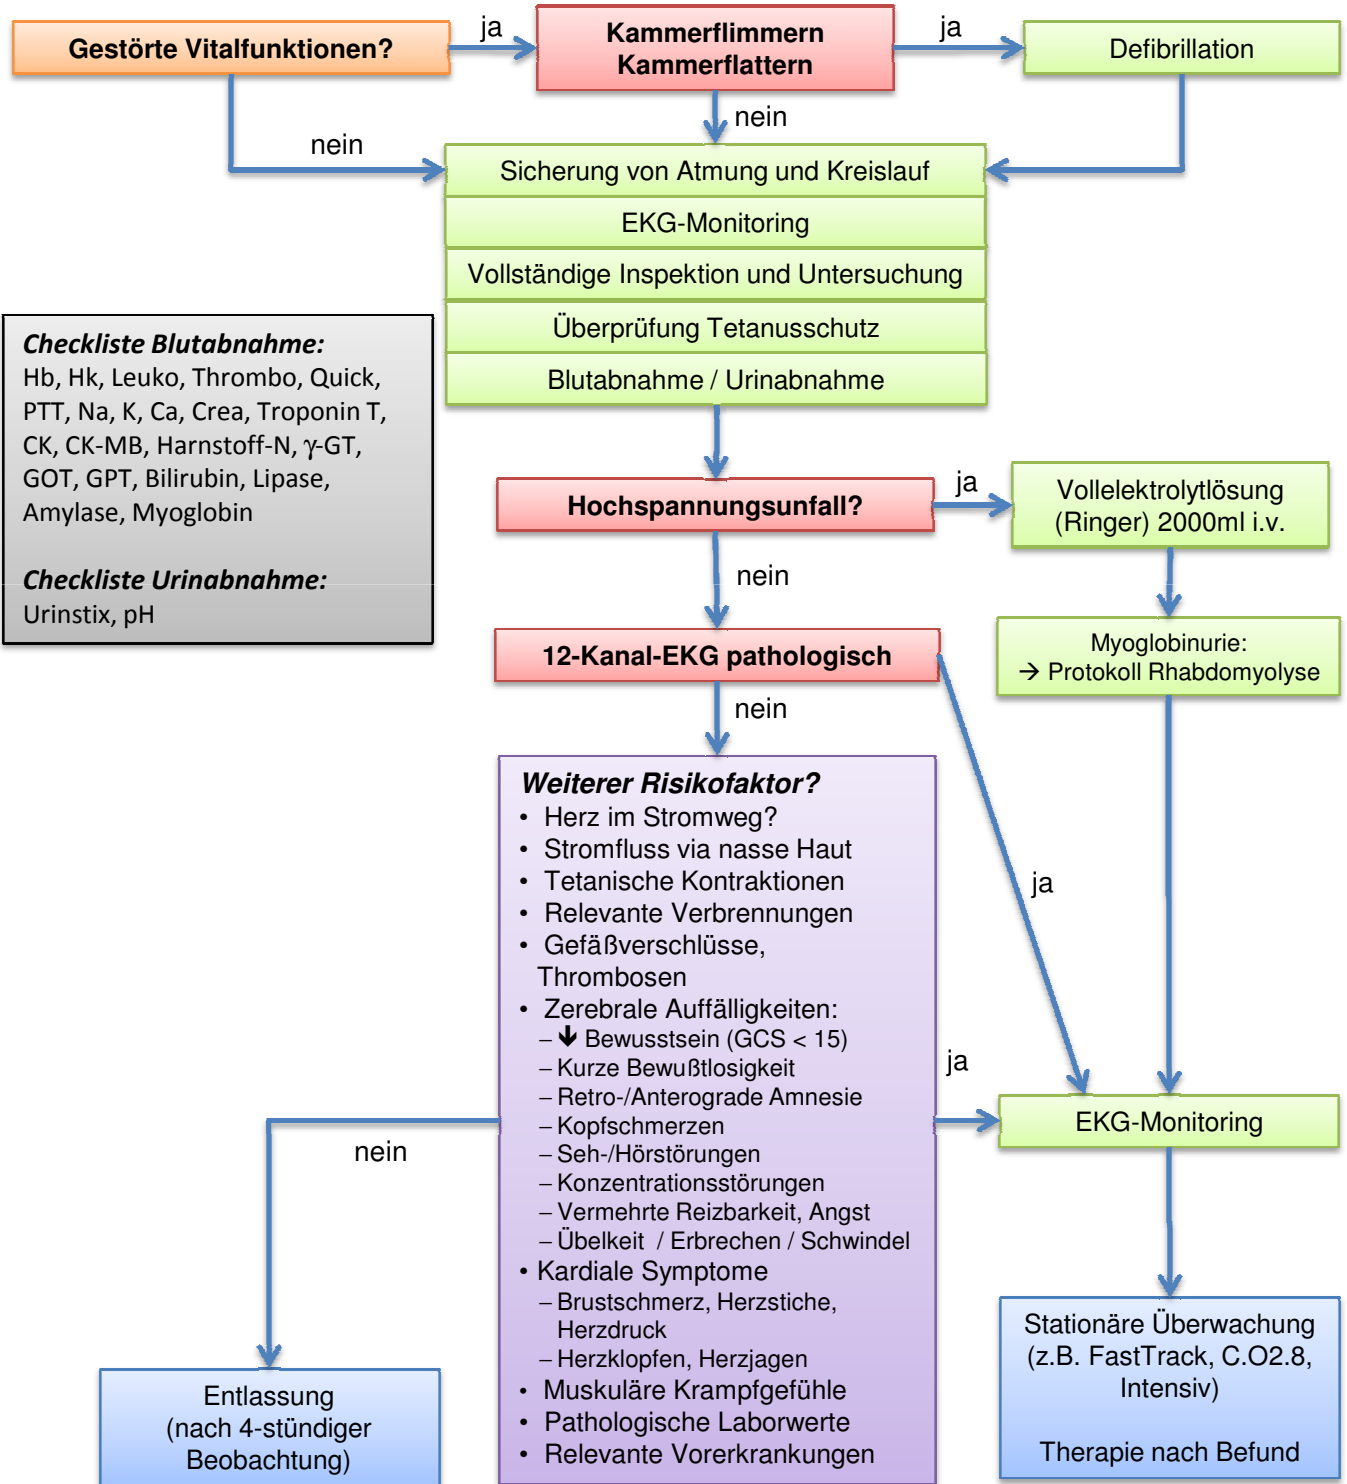 Gestörte Vitalfunktionen?
ja
Kammerflimmern
Kammerflattern
ja
Defibrillation
nein
nein
Sicherung von Atmung und Kreislauf
EKG-Monitoring
Vollständige Inspektion und Untersuchung
Überprüfung Tetanusschutz
Blutabnahme / Urinabnahme
Checkliste Blutabnahme:
Hb, Hk, Leuko, Thrombo, Quick,
PTT, Na, K, Ca, Crea, Troponin T,
CK, CK-MB, Harnstoff-N, γ-GT,
GOT, GPT, Bilirubin, Lipase,
Amylase, Myoglobin
Checkliste Urinabnahme:
Urinstix, pH
Hochspannungsunfall?
ja
Vollelektrolytlösung
(Ringer) 2000ml i.v.
nein
12-Kanal-EKG pathologisch
Myoglobinurie:
→ Protokoll Rhabdomyolyse
nein
ja
Weiterer Risikofaktor?
• Herz im Stromweg?
• Stromfluss via nasse Haut
• Tetanische Kontraktionen
• Relevante Verbrennungen
• Gefäßverschlüsse,
Thrombosen
• Zerebrale Auffälligkeiten:
– 🡻 Bewusstsein (GCS < 15)
– Kurze Bewußtlosigkeit
– Retro-/Anterograde Amnesie
– Kopfschmerzen
– Seh-/Hörstörungen
– Konzentrationsstörungen
– Vermehrte Reizbarkeit, Angst
– Übelkeit / Erbrechen / Schwindel
• Kardiale Symptome
– Brustschmerz, Herzstiche,
Herzdruck
– Herzklopfen, Herzjagen
• Muskuläre Krampfgefühle
• Pathologische Laborwerte
• Relevante Vorerkrankungen
ja
EKG-Monitoring
nein
Entlassung
(nach 4-stündiger
Beobachtung)
Stationäre Überwachung
(z.B. FastTrack, C.O2.8,
Intensiv)
Therapie nach Befund